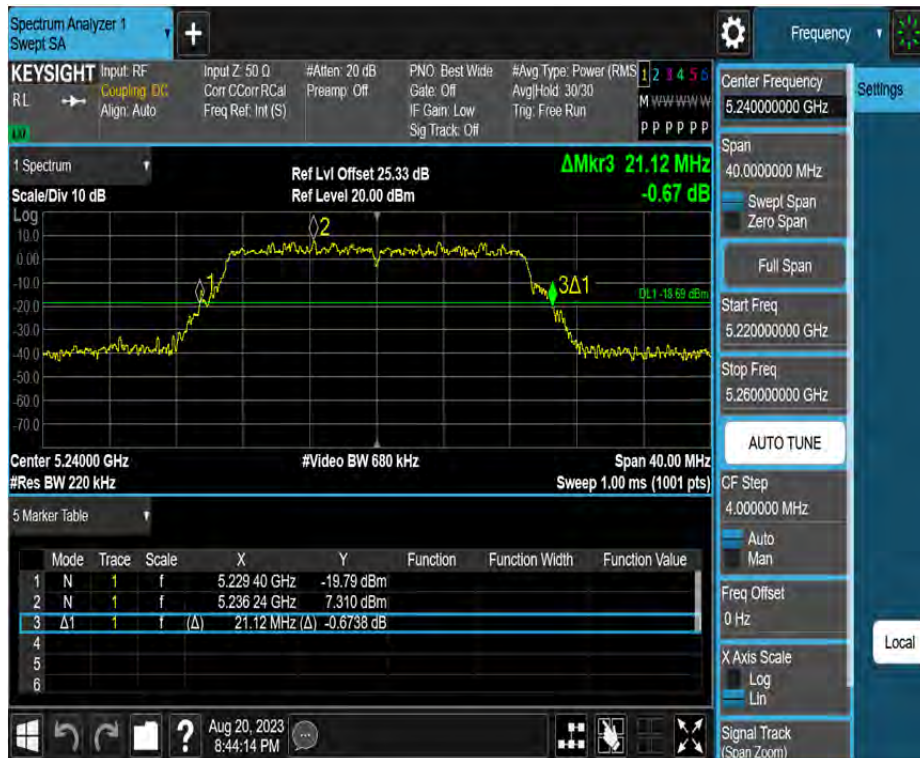 Spectrum Analyzer 1
Swept SA
+
Frequency
KEYSIGHT
RL
Input: RF
Coupling: DC
Align: Auto
Input Z: 50 Ω
Corr CCorr RCal
Freq Ref: Int (S)
#Atten: 20 dB
Preamp: Off
PNO: Best Wide
Gate: Off
IF Gain: Low
Sig Track: Off
#Avg Type: Power (RMS
Avg|Hold: 30/30
Trig: Free Run
1 2 3 4 5 6
M W W W W W
P P P P P P
1 Spectrum
Scale/Div 10 dB
Ref Lvl Offset 25.33 dB
Ref Level 20.00 dBm
ΔMkr3 21.12 MHz
-0.67 dB
Log
10.0
0.00
-10.0
-20.0
-30.0
-40.0
-50.0
-60.0
-70.0
1
2
3Δ1
DL1 -18.69 dBm
Center 5.24000 GHz
#Video BW 680 kHz
Span 40.00 MHz
#Res BW 220 kHz
Sweep 1.00 ms (1001 pts)
5 Marker Table
Mode Trace Scale X Y Function Function Width Function Value
1 N 1 f 5.229 40 GHz -19.79 dBm
2 N 1 f 5.236 24 GHz 7.310 dBm
3 Δ1 1 f (Δ) 21.12 MHz (Δ) -0.6738 dB
4
5
6
Aug 20, 2023
8:44:14 PM
Center Frequency
5.240000000 GHz
Settings
Span
40.0000000 MHz
Swept Span
Zero Span
Full Span
Start Freq
5.220000000 GHz
Stop Freq
5.260000000 GHz
AUTO TUNE
CF Step
4.000000 MHz
Auto
Man
Freq Offset
0 Hz
Local
X Axis Scale
Log
Lin
Signal Track
(Span Zoom)